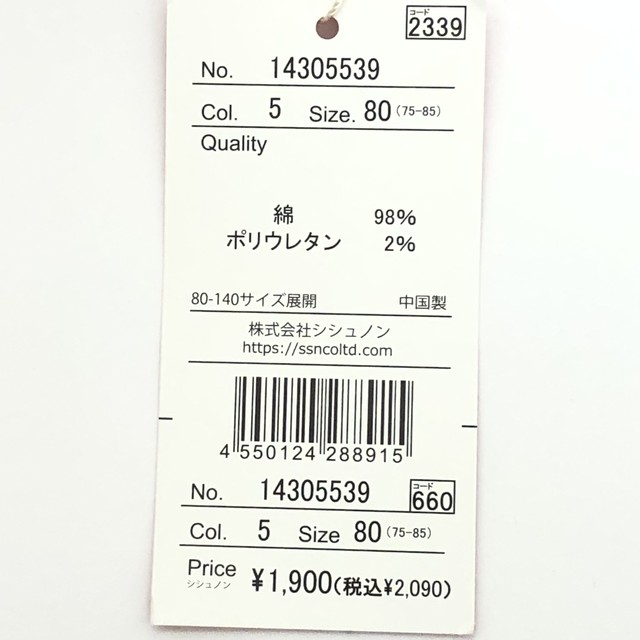 コード
2339
No. 14305539
Col. 5 Size. 80 (75-85)
Quality
綿 98%
ポリウレタン 2%
80-140サイズ展開 中国製
株式会社シシュノン
https://ssncoltd.com
4 550124 288915
No. 14305539 コード 660
Col. 5 Size 80 (75-85)
Price シシュノン ¥1,900(税込¥2,090)